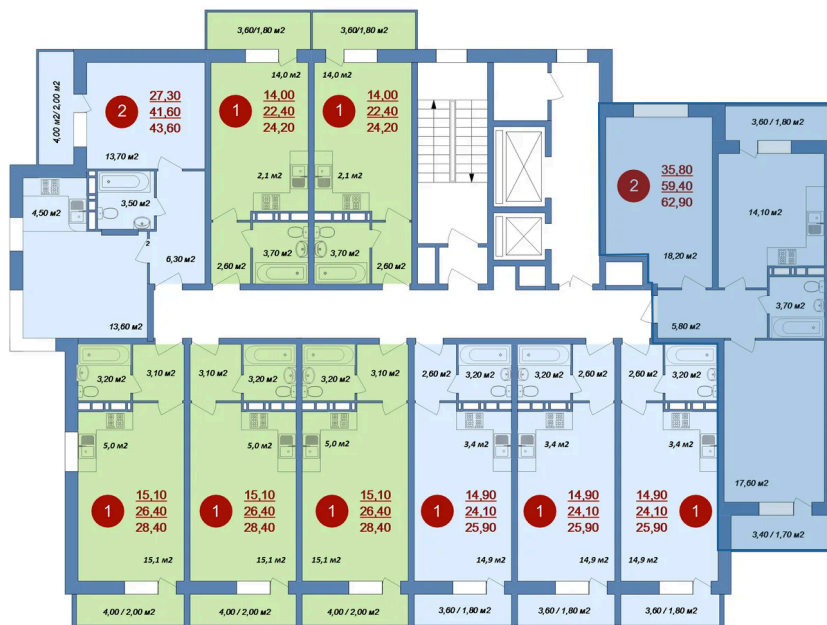 3,60/1,80 м2
3,60/1,80 м2
4,00 м2/ 2,00 м2
2
27,30
41,60
43,60
13,70 м2
14,0 м2
1
14,00
22,40
24,20
2,1 м2
14,0 м2
1
14,00
22,40
24,20
2,1 м2
3,60 / 1,80 м2
2
35,80
59,40
62,90
18,20 м2
14,10 м2
4,50 м2
3,50 м2
2
6,30 м2
13,60 м2
2,60 м2
3,70 м2
3,70 м2
2,60 м2
5,80 м2
3,70 м2
17,60 м2
3,40 / 1,70 м2
3,20 м2
3,10 м2
3,10 м2
3,20 м2
3,20 м2
3,10 м2
2,60 м2
3,20 м2
3,20 м2
2,60 м2
2,60 м2
3,20 м2
5,0 м2
5,0 м2
5,0 м2
3,4 м2
3,4 м2
3,4 м2
1
15,10
26,40
28,40
1
15,10
26,40
28,40
1
15,10
26,40
28,40
1
14,90
24,10
25,90
1
14,90
24,10
25,90
14,90
24,10
25,90
1
15,1 м2
15,1 м2
15,1 м2
14,9 м2
14,9 м2
14,9 м2
4,00 / 2,00 м2
4,00 / 2,00 м2
4,00 / 2,00 м2
3,60 / 1,80 м2
3,60 / 1,80 м2
3,60 / 1,80 м2